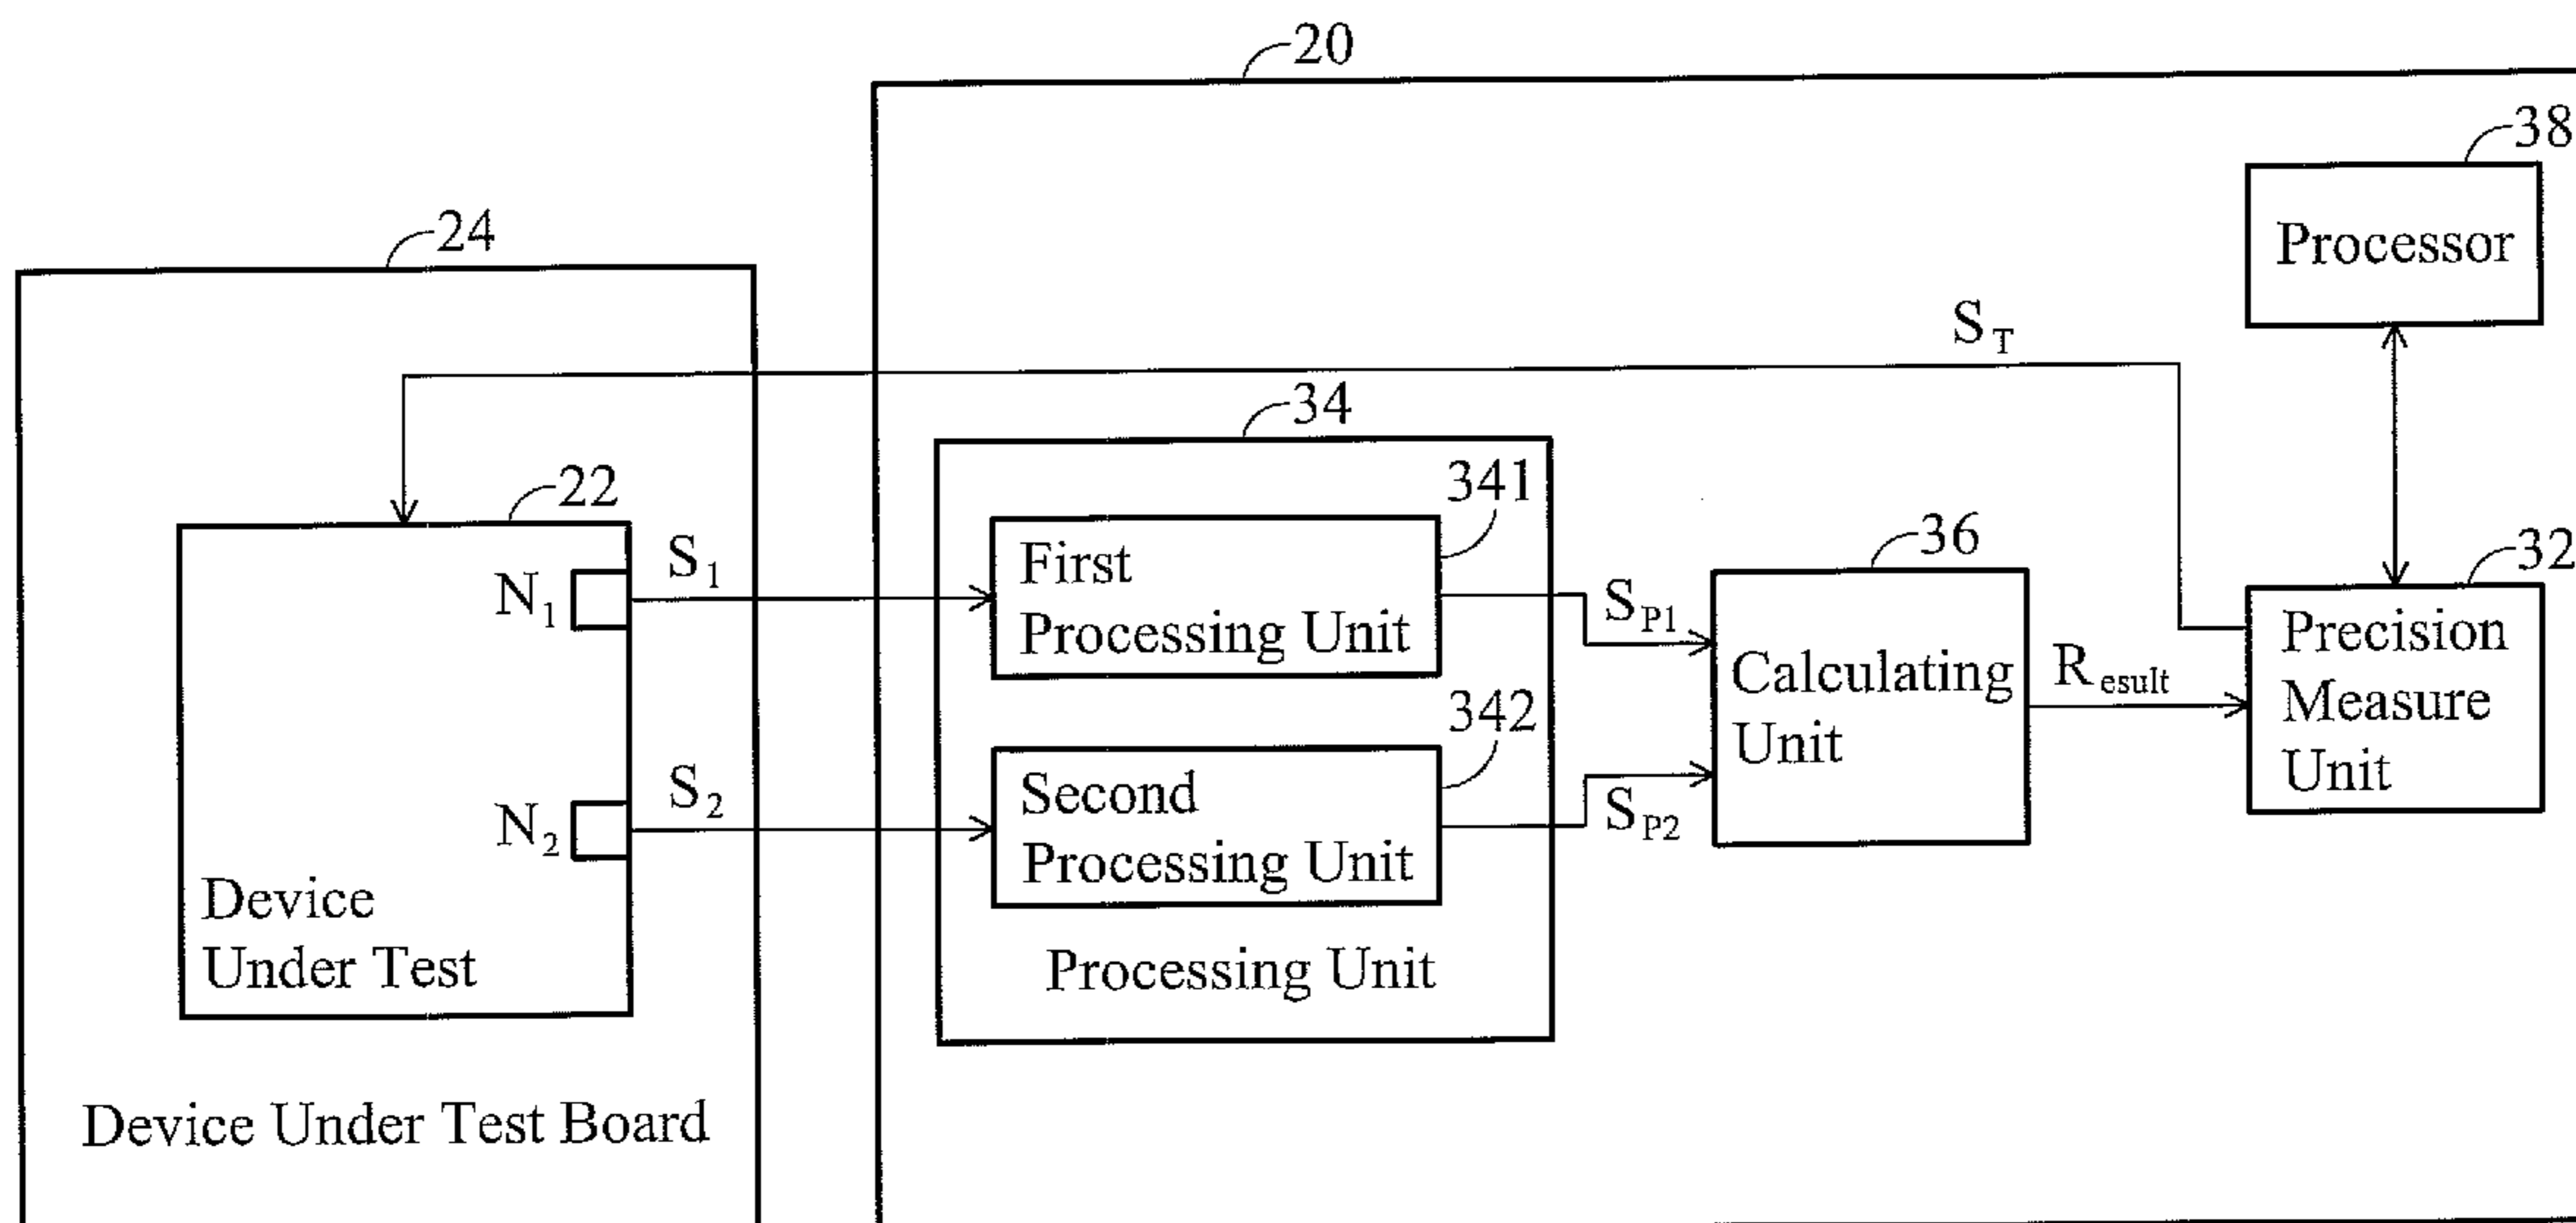 20
38
Processor
24
S_T
34
22
341
N_1
S_1
First
Processing Unit
S_P1
36
Calculating
Unit
R_esult
32
Precision
Measure
Unit
342
N_2
S_2
Second
Processing Unit
S_P2
Device
Under Test
Processing Unit
Device Under Test Board